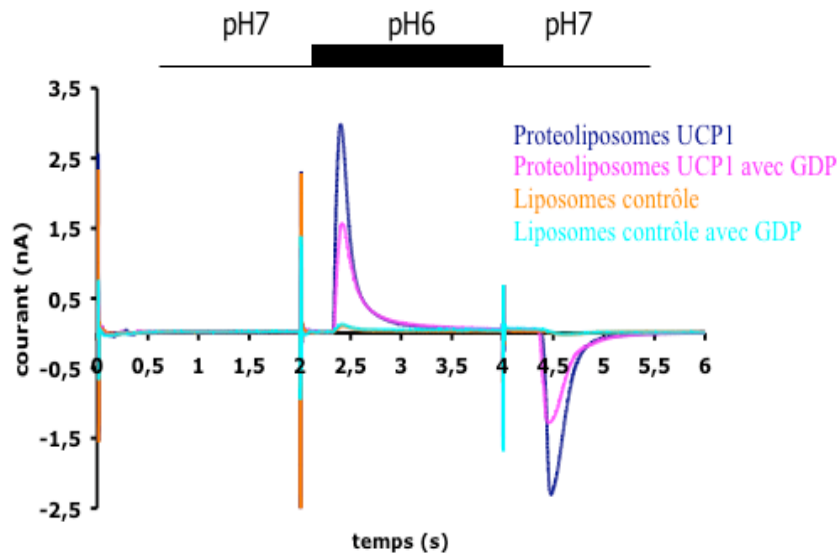 pH7 pH6 pH7
3,5
Proteoliposomes UCP1
2,5
Proteoliposomes UCP1 avec GDP
Liposomes contrôle
1,5
Liposomes contrôle avec GDP
courant (nA)
0,5
0 0,5 1 1,5 2 2,5 3 3,5 4 4,5 5 5,5 6
-0,5
-1,5
-2,5
temps (s)